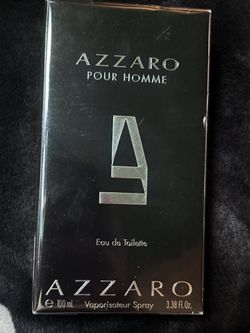 AZZARO
POUR HOMME
Eau de Toilette
AZZARO
e 100 ml Vaporisateur Spray 3.38 Fl. Oz.